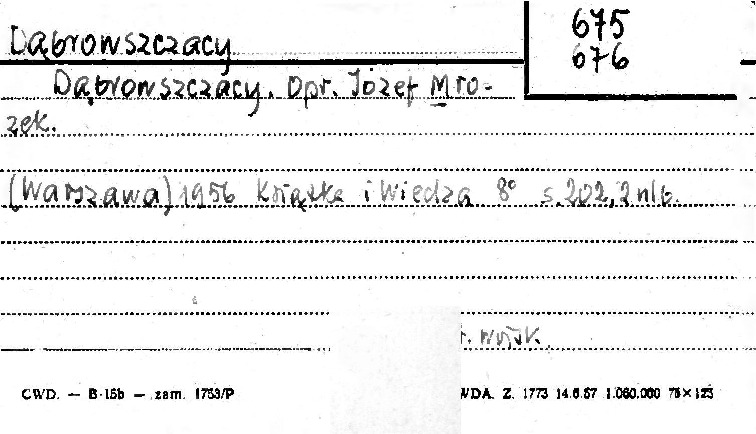 Dąbrowszczacy
675
676
Dąbrowszczacy. Opr. Józef Mro-
zek.
(Warszawa) 1956 Książka i Wiedza 8° s. 202, 2 nlb.
r. wojsk.
CWD. — B-15b — zam. 1753/P
WDA. Z. 1773 14.6.57 1.060.000 75×125